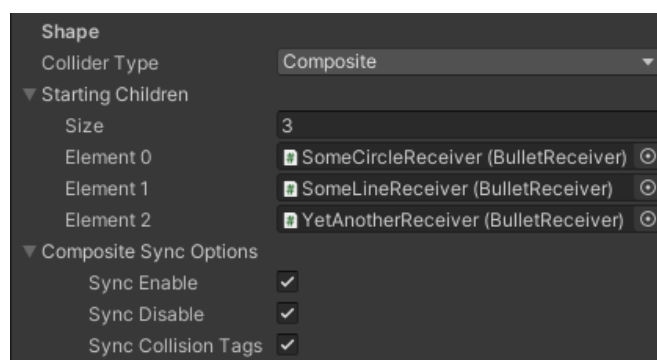 Shape
Collider Type Composite
Starting Children
Size 3
Element 0 SomeCircleReceiver (BulletReceiver)
Element 1 SomeLineReceiver (BulletReceiver)
Element 2 YetAnotherReceiver (BulletReceiver)
Composite Sync Options
Sync Enable
Sync Disable
Sync Collision Tags